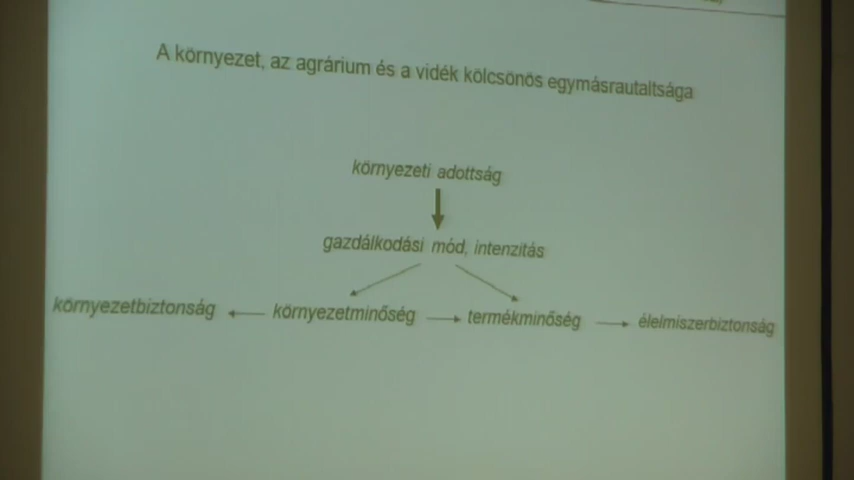 A környezet, az agrárium és a vidék kölcsönös egymásrautaltsága
környezeti adottság
gazdálkodási mód, intenzitás
környezetbiztonság környezetminőség termékminőség élelmiszerbiztonság